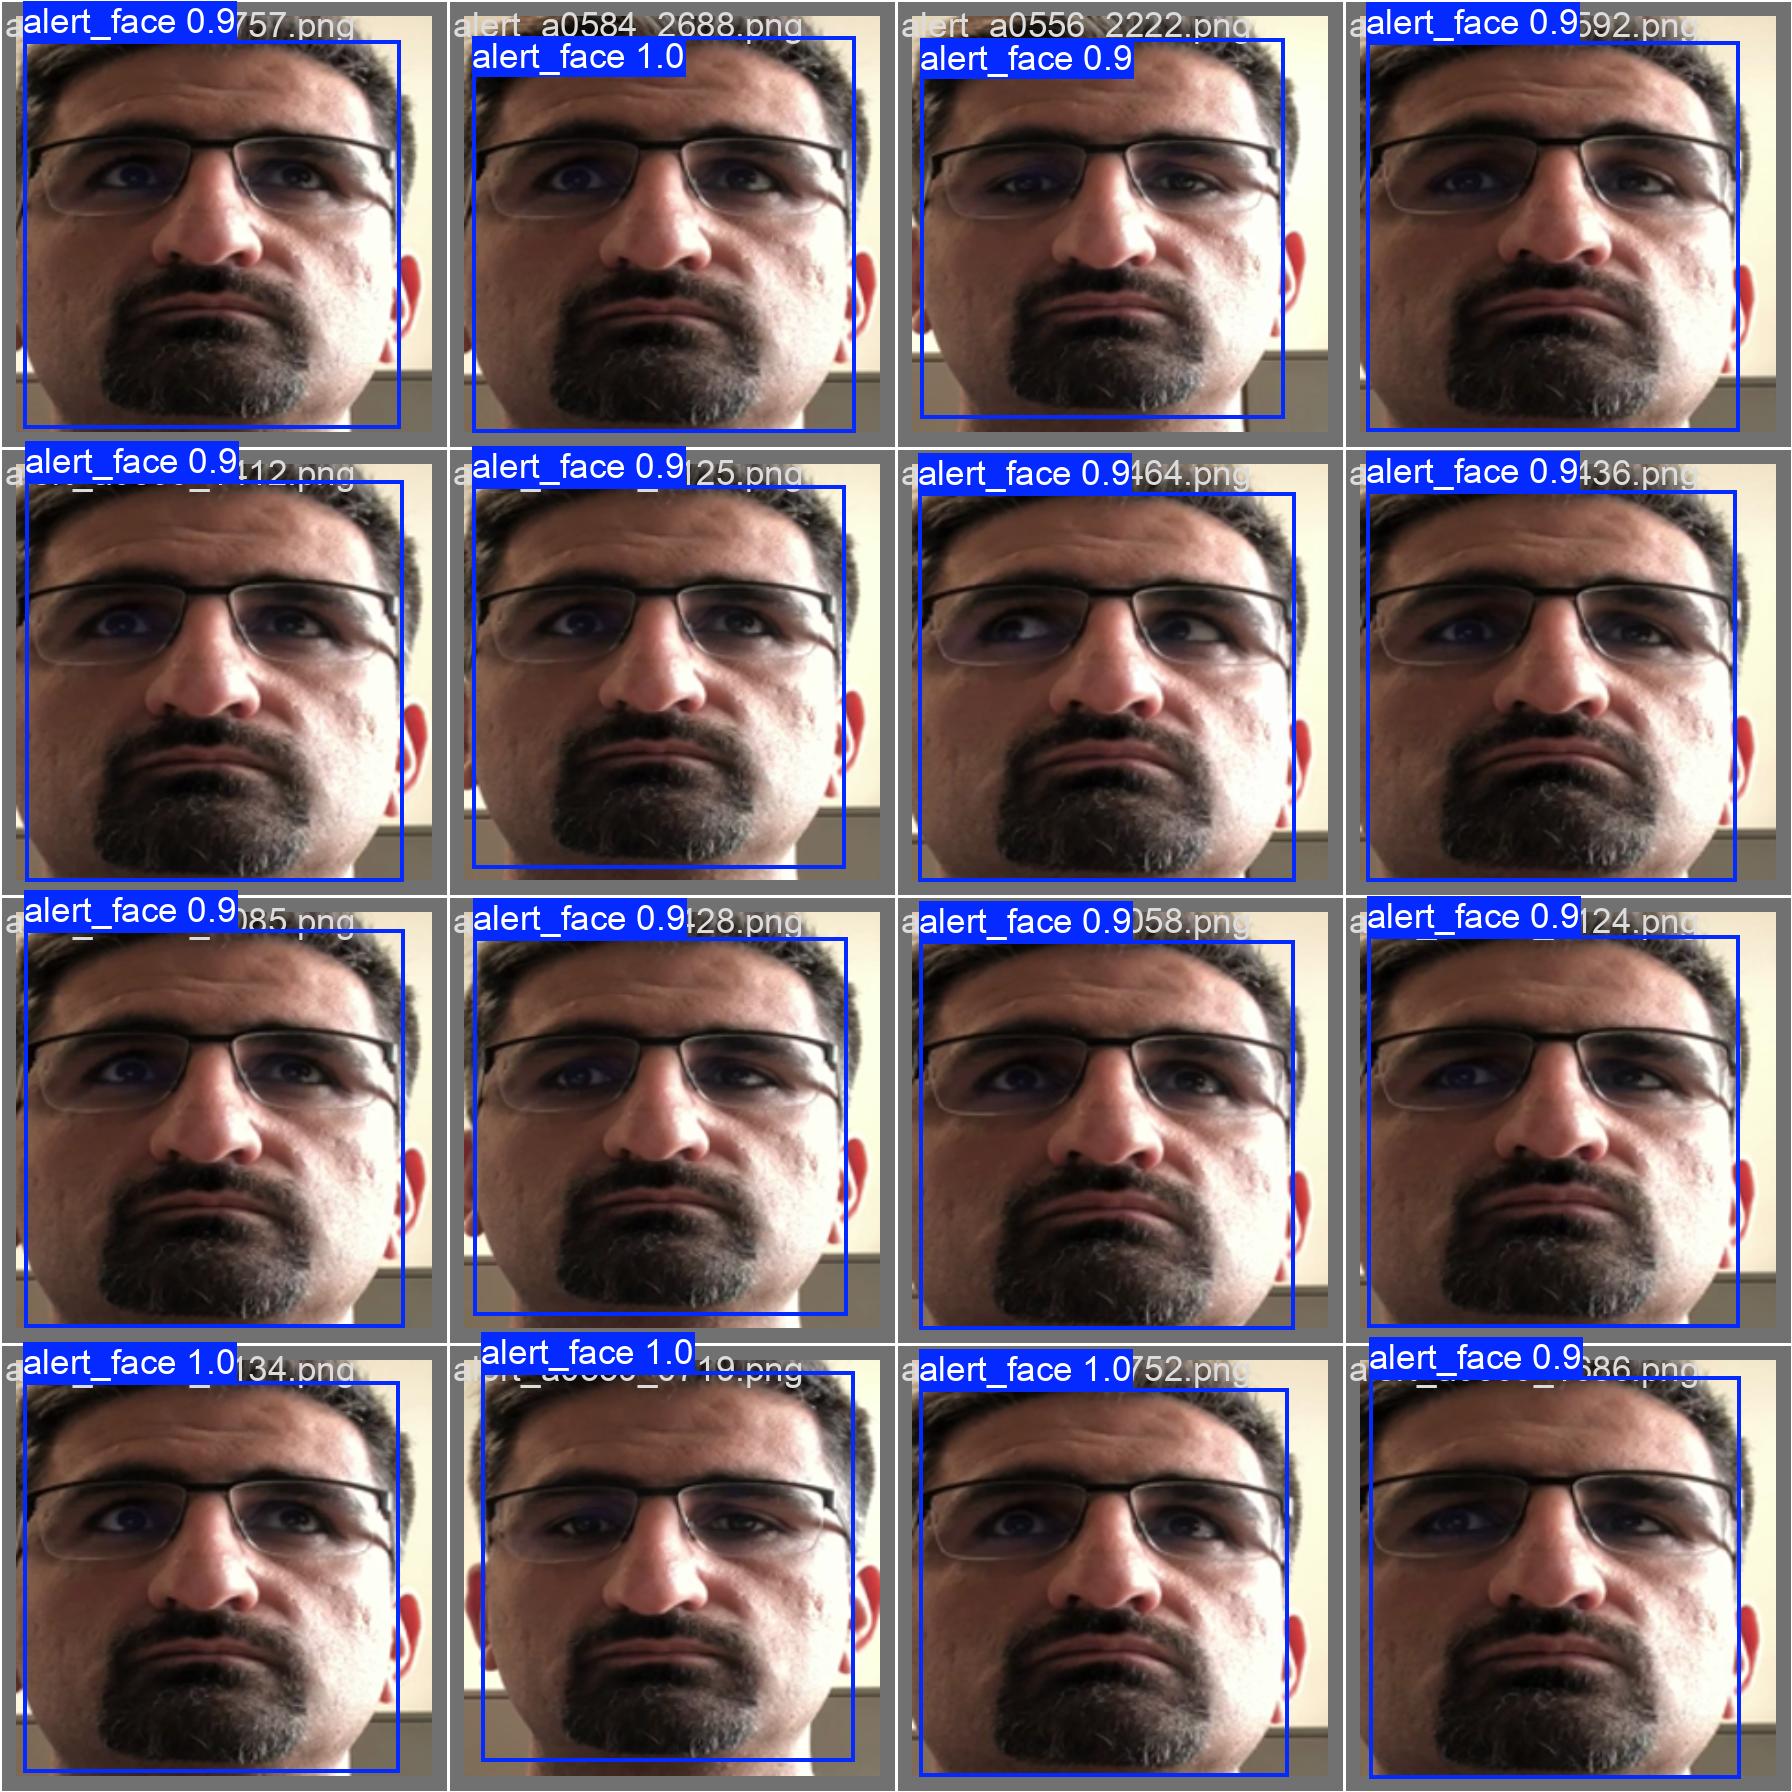 alert_face 0.9 757.png
alert_a0584_2688.png
alert_face 1.0
alert_a0556_2222.png
alert_face 0.9
alert_face 0.9 592.png
alert_face 0.9 412.png
alert_face 0.9 125.png
alert_face 0.9 464.png
alert_face 0.9 436.png
alert_face 0.9 085.png
alert_face 0.9 428.png
alert_face 0.9 058.png
alert_face 0.9 124.png
alert_face 1.0 134.png
alert_face 1.0 719.png
alert_face 1.0 752.png
alert_face 0.9 686.png